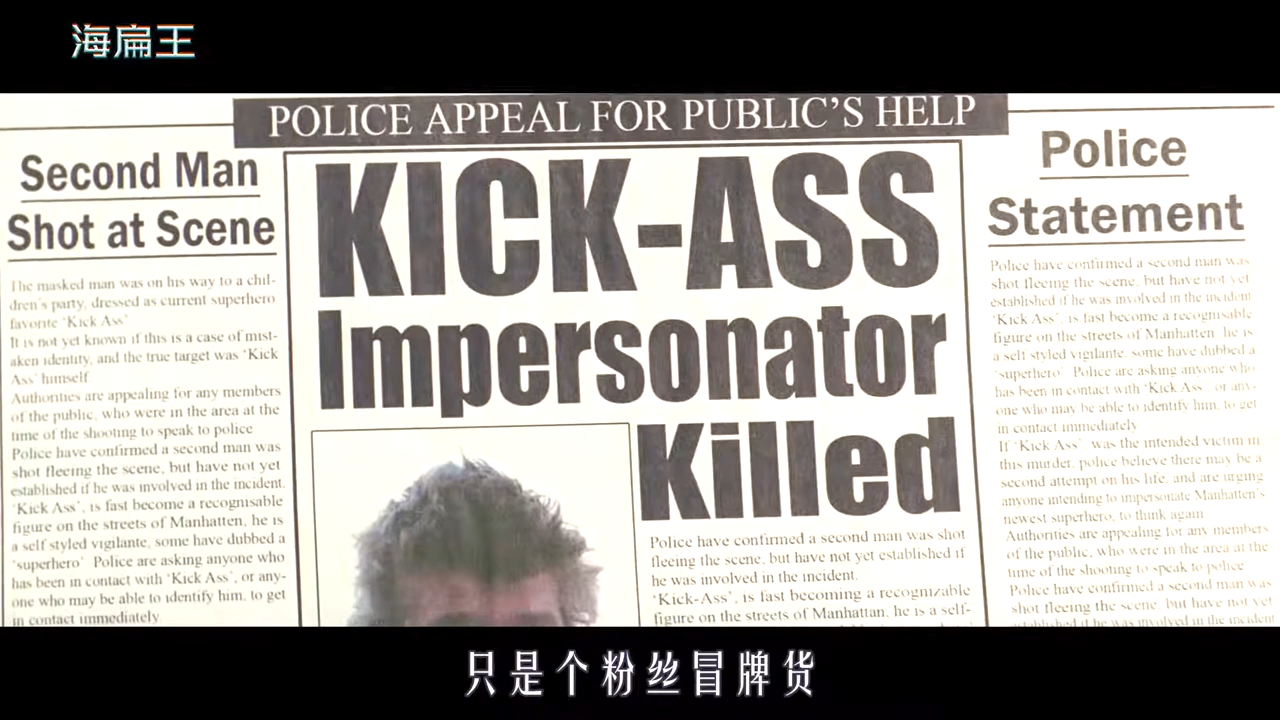 海扁王
POLICE APPEAL FOR PUBLIC'S HELP
Second Man
Shot at Scene
The masked man was on his way to a chil-
dren's party, dressed as current superhero
favorite 'Kick Ass'
It is not yet known if this is a case of mist-
aken identity, and the true target was 'Kick
Ass' himself
Authorities are appealing for any members
of the public, who were in the area at the
time of the shooting to speak to police
Police have confirmed a second man was
shot fleeing the scene, but have not yet
established if he was involved in the incident.
'Kick Ass', is fast become a recognisable
figure on the streets of Manhatten, he is
a self styled vigilante, some have dubbed a
'superhero' Police are asking anyone who
has been in contact with 'Kick Ass', or any-
one who may be able to identify him, to get
in contact immediately
KICK-ASS
Impersonator
Killed
Police have confirmed a second man was shot
fleeing the scene, but have not yet established if
he was involved in the incident.
'Kick-Ass', is fast becoming a recognizable
figure on the streets of Manhattan, he is a self-
Police
Statement
Police have confirmed a second man was
shot fleeing the scene, but have not yet
established if he was involved in the incident
'Kick Ass', is fast become a recognisable
figure on the streets of Manhatten, he is
a self styled vigilante, some have dubbed a
'superhero' Police are asking anyone who
has been in contact with 'Kick Ass', or any-
one who may be able to identify him, to get
in contact immediately
If 'Kick Ass' was the intended victim in
this murder, police believe there may be a
second attempt on his life, and are urging
anyone intending to impersonate Manhatten's
newest superhero, to think again
Authorities are appealing for any members
of the public, who were in the area at the
time of the shooting to speak to police
Police have confirmed a second man was
shot fleeing the scene, but have not yet
established if he was involved in the incident
只是个粉丝冒牌货